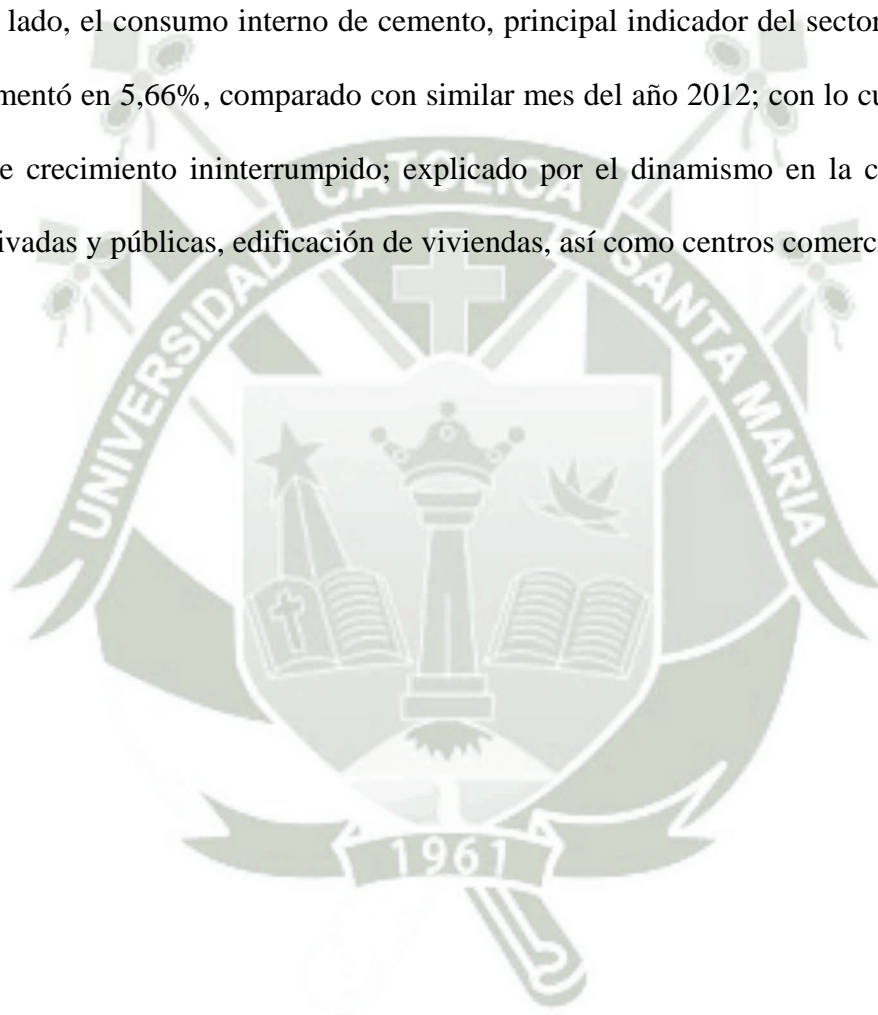 lado, el consumo interno de cemento, principal indicador del sector
mentó en 5,66%, comparado con similar mes del año 2012; con lo cu
e crecimiento ininterrumpido; explicado por el dinamismo en la c
ivadas y públicas, edificación de viviendas, así como centros comerc
UNIVERSIDAD CATOLICA SANTA MARIA
1961